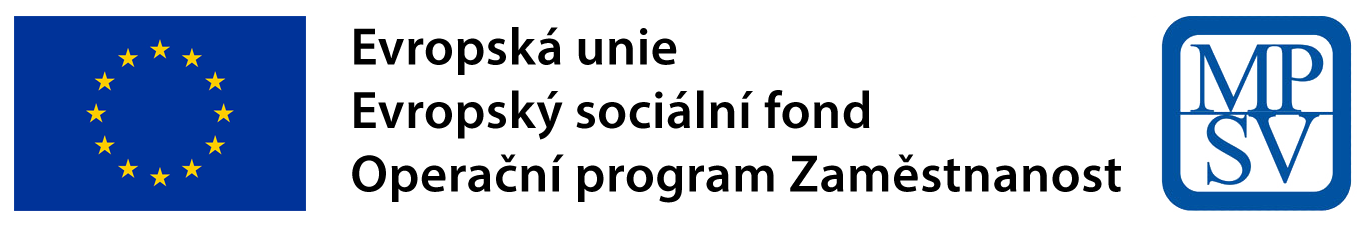 Evropská unie
Evropský sociální fond
Operační program Zaměstnanost
MP
SV